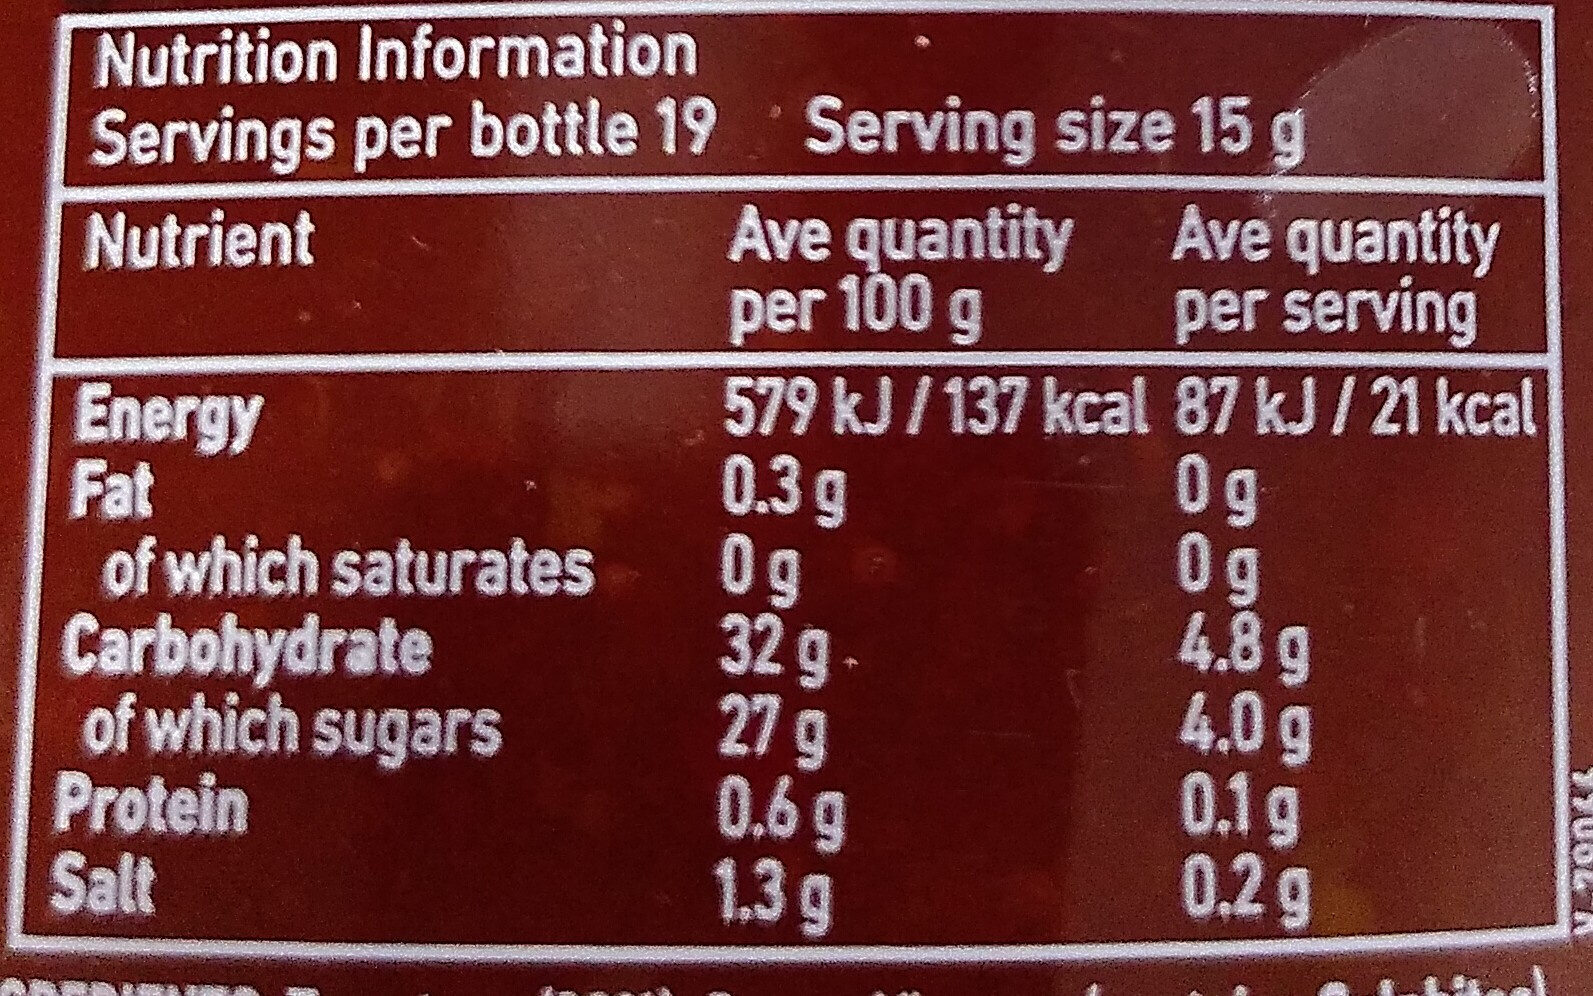 Nutrition Information
Servings per bottle 19 Serving size 15 g
Nutrient Ave quantity per 100 g Ave quantity per serving
Energy 579 kJ / 137 kcal 87 kJ / 21 kcal
Fat 0.3 g 0 g
of which saturates 0 g 0 g
Carbohydrate 32 g 4.8 g
of which sugars 27 g 4.0 g
Protein 0.6 g 0.1 g
Salt 1.3 g 0.2 g